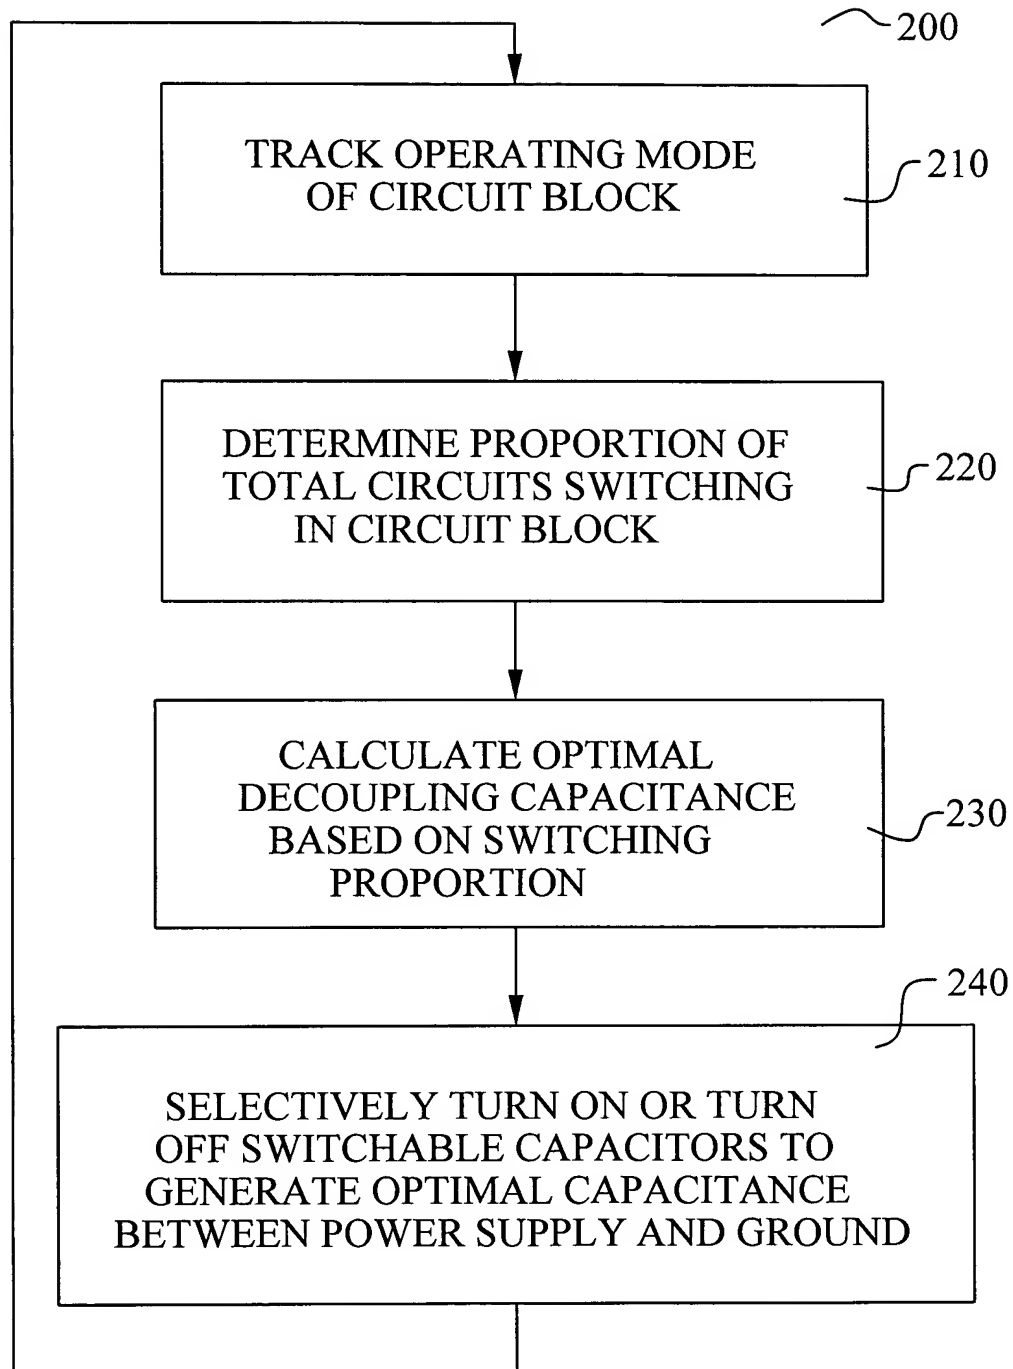 200
TRACK OPERATING MODE
OF CIRCUIT BLOCK
210
DETERMINE PROPORTION OF
TOTAL CIRCUITS SWITCHING
IN CIRCUIT BLOCK
220
CALCULATE OPTIMAL
DECOUPLING CAPACITANCE
BASED ON SWITCHING
PROPORTION
230
240
SELECTIVELY TURN ON OR TURN
OFF SWITCHABLE CAPACITORS TO
GENERATE OPTIMAL CAPACITANCE
BETWEEN POWER SUPPLY AND GROUND